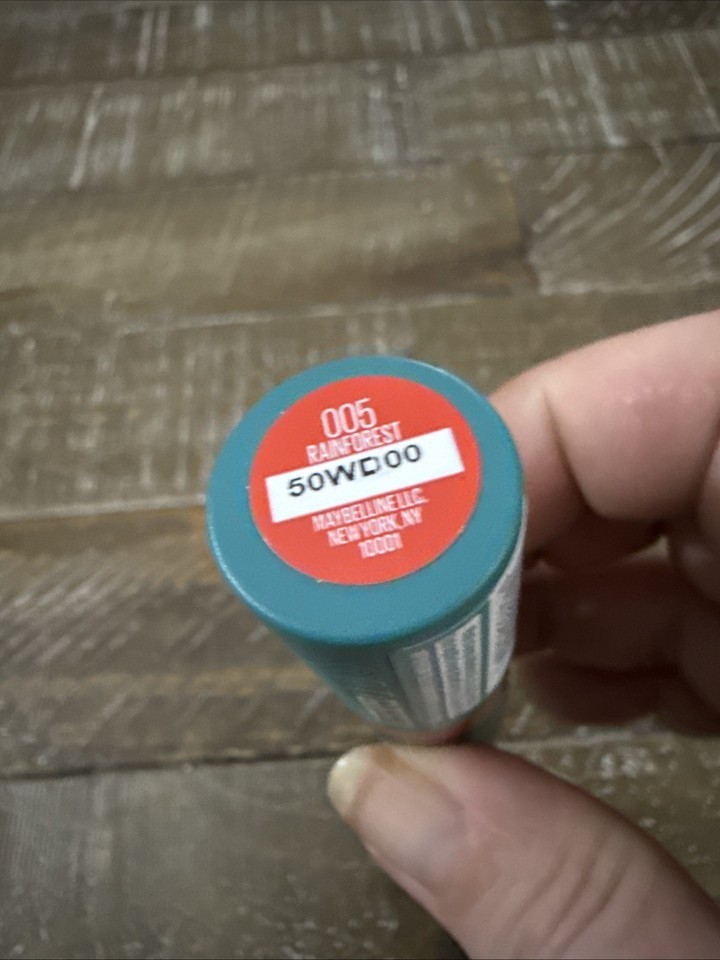 005
RAINFOREST
50WD00
MAYBELLINE LLC.
NEW YORK, NY
10001